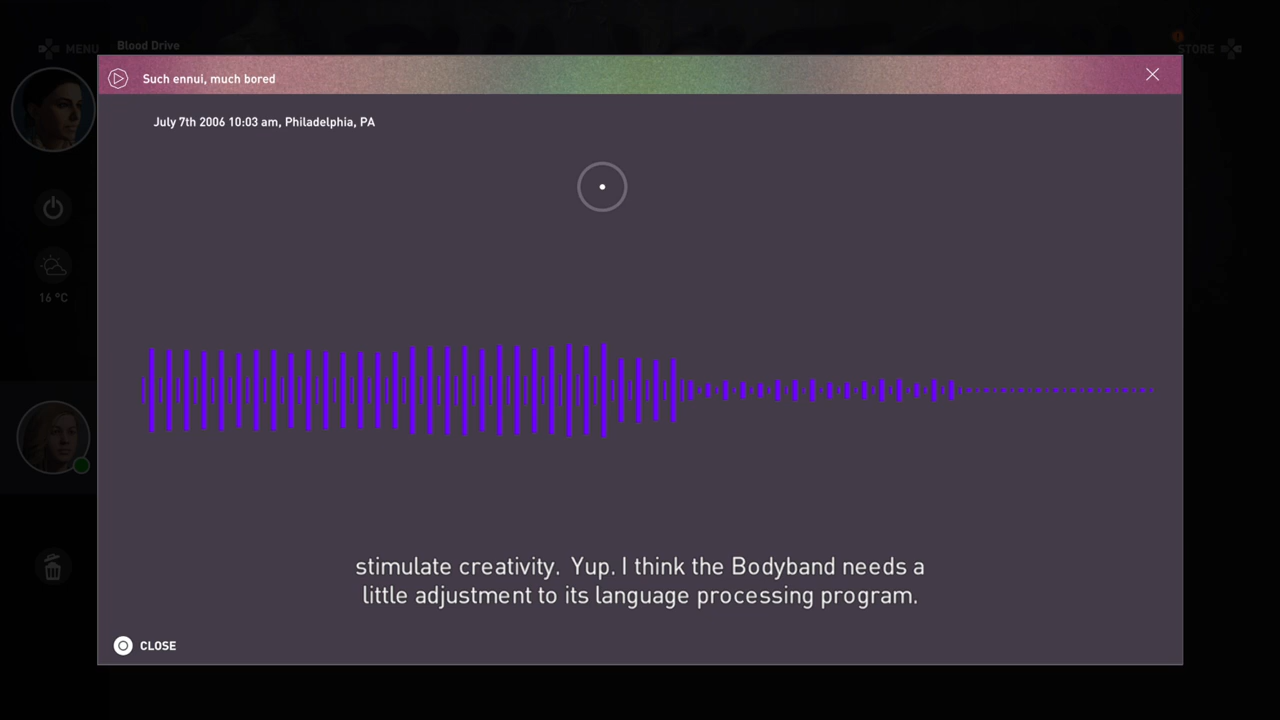 MENU
Blood Drive
STORE
Such ennui, much bored
July 7th 2006 10:03 am, Philadelphia, PA
16 °C
stimulate creativity. Yup. I think the Bodyband needs a
little adjustment to its language processing program.
CLOSE